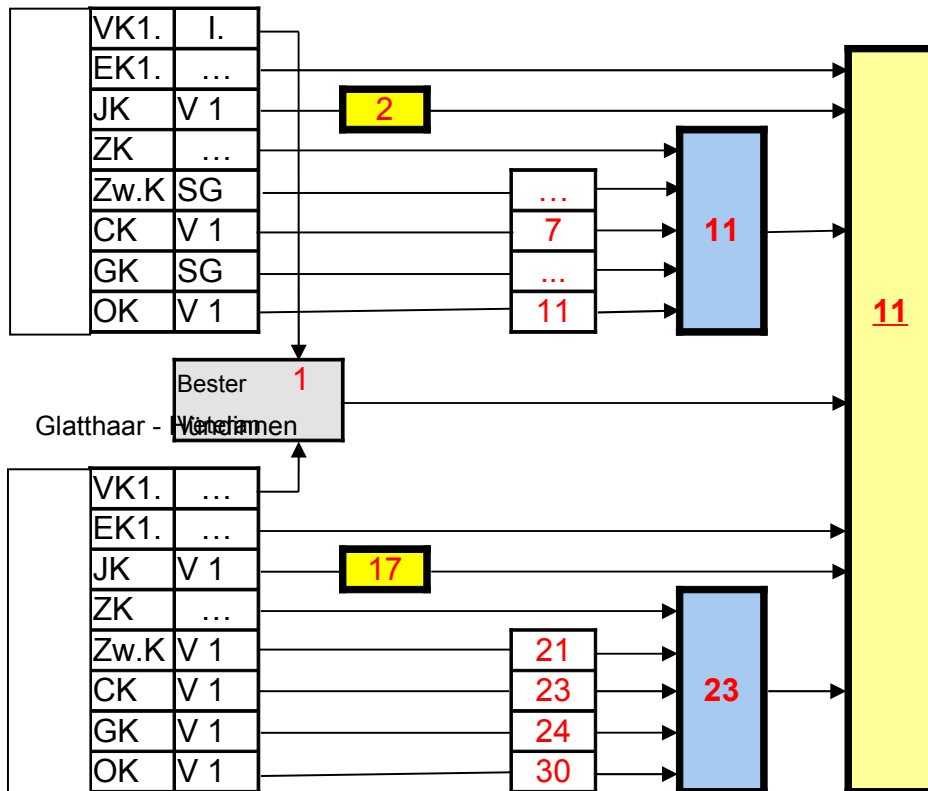 VK1. I.
EK1. …
JK V 1 2
ZK …
Zw.K SG …
CK V 1 7 11
GK SG ...
OK V 1 11 11
Bester 1
Veteran
Glatthaar - Hündinnen
VK1. …
EK1. …
JK V 1 17
ZK …
Zw.K V 1 21
CK V 1 23 23
GK V 1 24
OK V 1 30